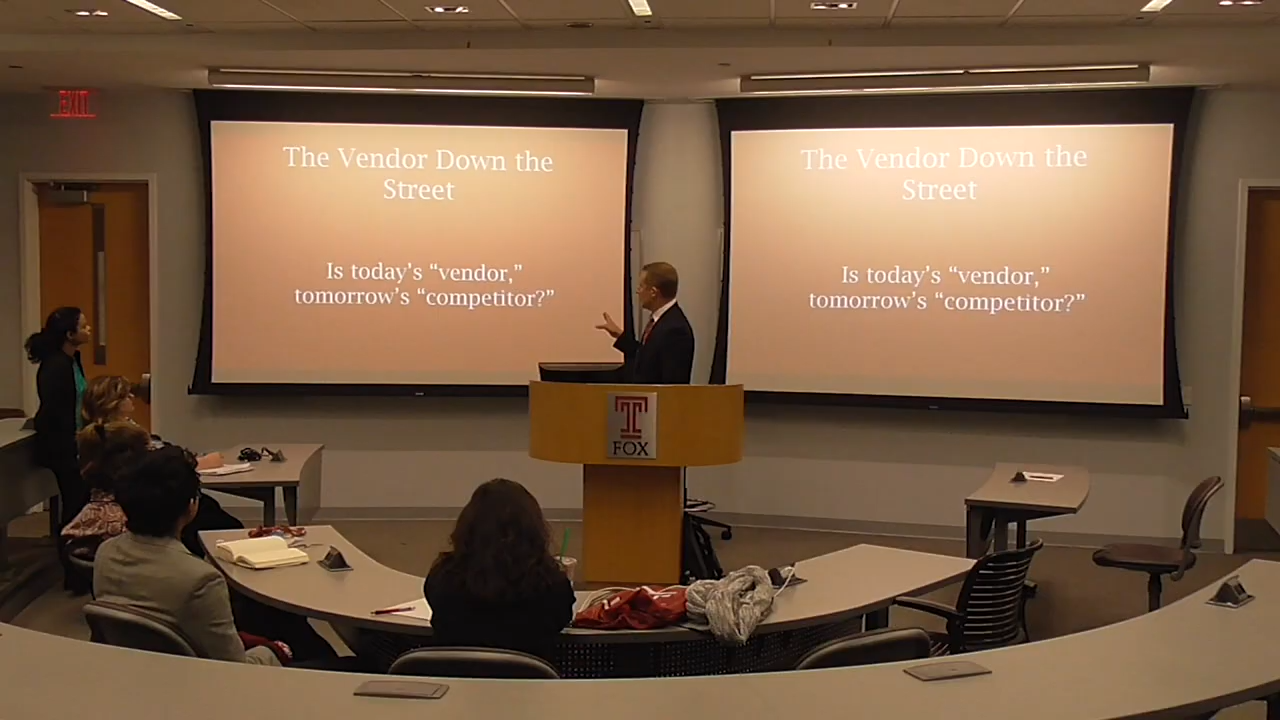 EXIT
The Vendor Down the
Street
Is today's “vendor,”
tomorrow's “competitor?”
The Vendor Down the
Street
Is today's “vendor,”
tomorrow's “competitor?”
T
FOX